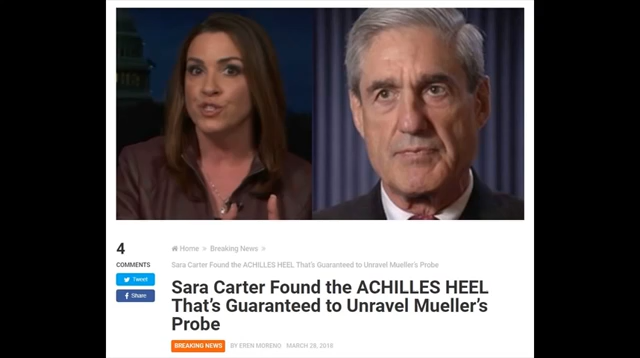 4
COMMENTS
Tweet
Share
Home » Breaking News »
Sara Carter Found the ACHILLES HEEL That's Guaranteed to Unravel Mueller's Probe
Sara Carter Found the ACHILLES HEEL
That's Guaranteed to Unravel Mueller's
Probe
BREAKING NEWS BY EREN MORENO MARCH 28, 2018